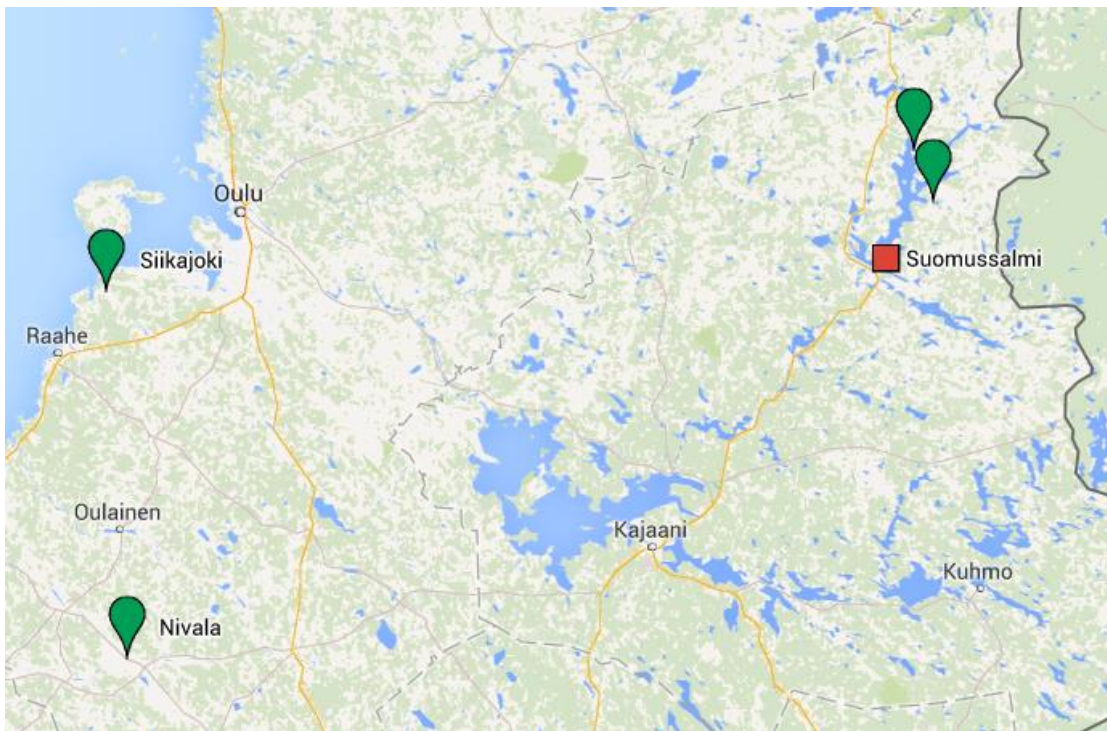 Oulu
Siikajoki
Suomussalmi
Raahe
Oulainen
Kajaani
Kuhmo
Nivala